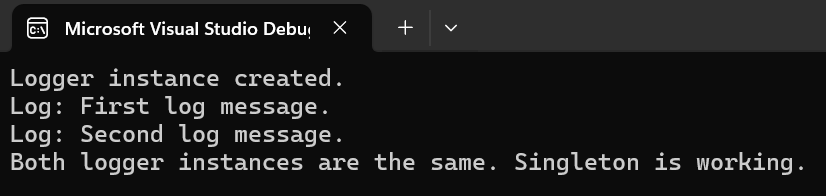 Microsoft Visual Studio Debu
Logger instance created.
Log: First log message.
Log: Second log message.
Both logger instances are the same. Singleton is working.